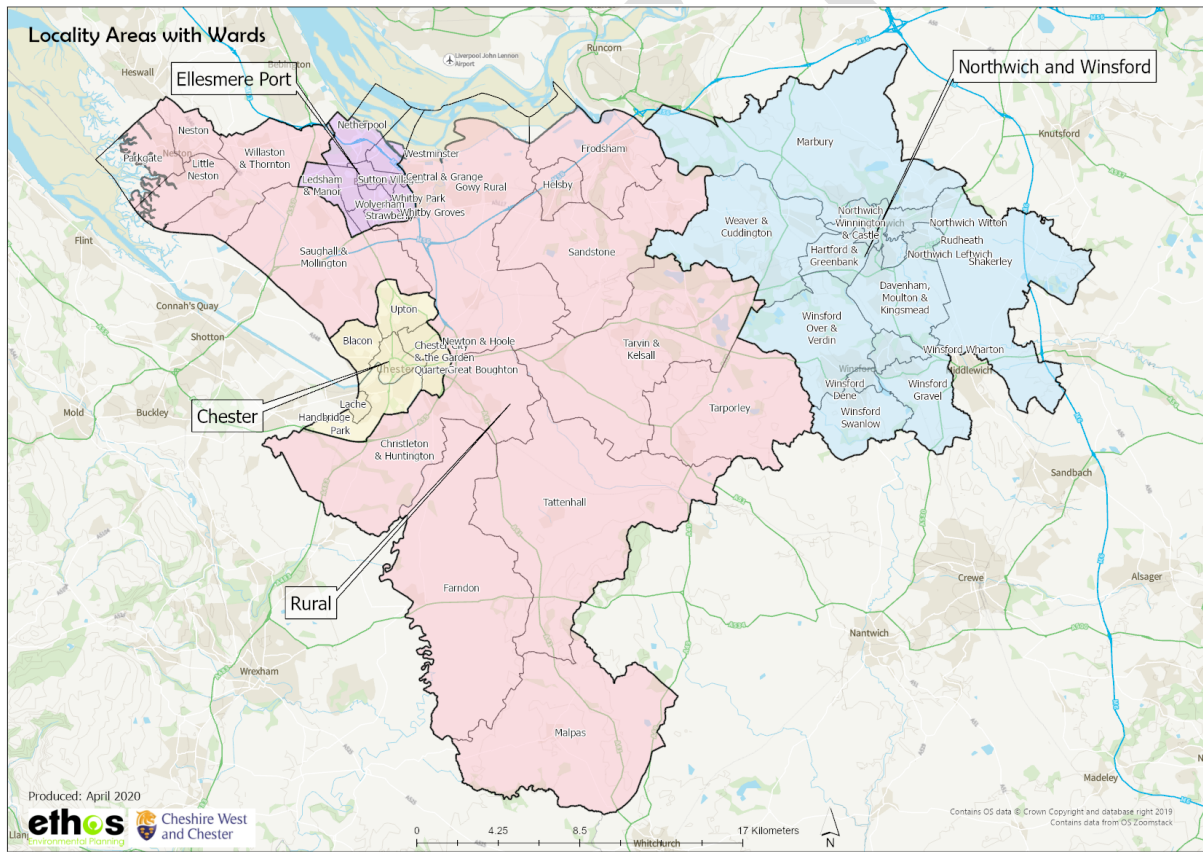 Locality Areas with Wards
Heswall
Bebington
Liverpool John Lennon
Airport
Runcorn
M56
M6
Ellesmere Port
Northwich and Winsford
Knutsford
Neston
Parkgate
Neston
Little
Neston
Willaston
& Thornton
Netherpool
Westminster
Ledsham
& Manor
Sutton Villag
Central & Grange
Gowy Rural
Wolverham
Whitby Park
Strawberry
Whitby Groves
Frodsham
Helsby
Marbury
Weaver &
Cuddington
Northwich
Winnington
& Castle
Northwich Witton
Rudheath
Northwich Leftwich
Shakerley
Hartford &
Greenbank
Davenham,
Moulton &
Kingsmead
Flint
Saughall &
Mollington
Sandstone
Connah's Quay
Shotton
Upton
Blacon
Chester City
& the Garden
Quarter
Newton & Hoole
Great Boughton
Chester
Tarvin &
Kelsall
Winsford
Over &
Verdin
Winsford Wharton
Middlewich
Winsford
Winsford
Dene
Winsford
Gravel
Winsford
Swanlow
Mold
Buckley
Chester
Lache
Handbridge
Park
Christleton
& Huntington
Tarporley
Sandbach
Tattenhall
Farndon
Rural
Crewe
Alsager
Nantwich
Wrexham
Malpas
Madeley
Produced: April 2020
ethos
Environmental Planning
Cheshire West
and Chester
0 4.25 8.5 17 Kilometers
N
Whitchurch
Contains OS data © Crown Copyright and database right 2019
Contains data from OS Zoomstack